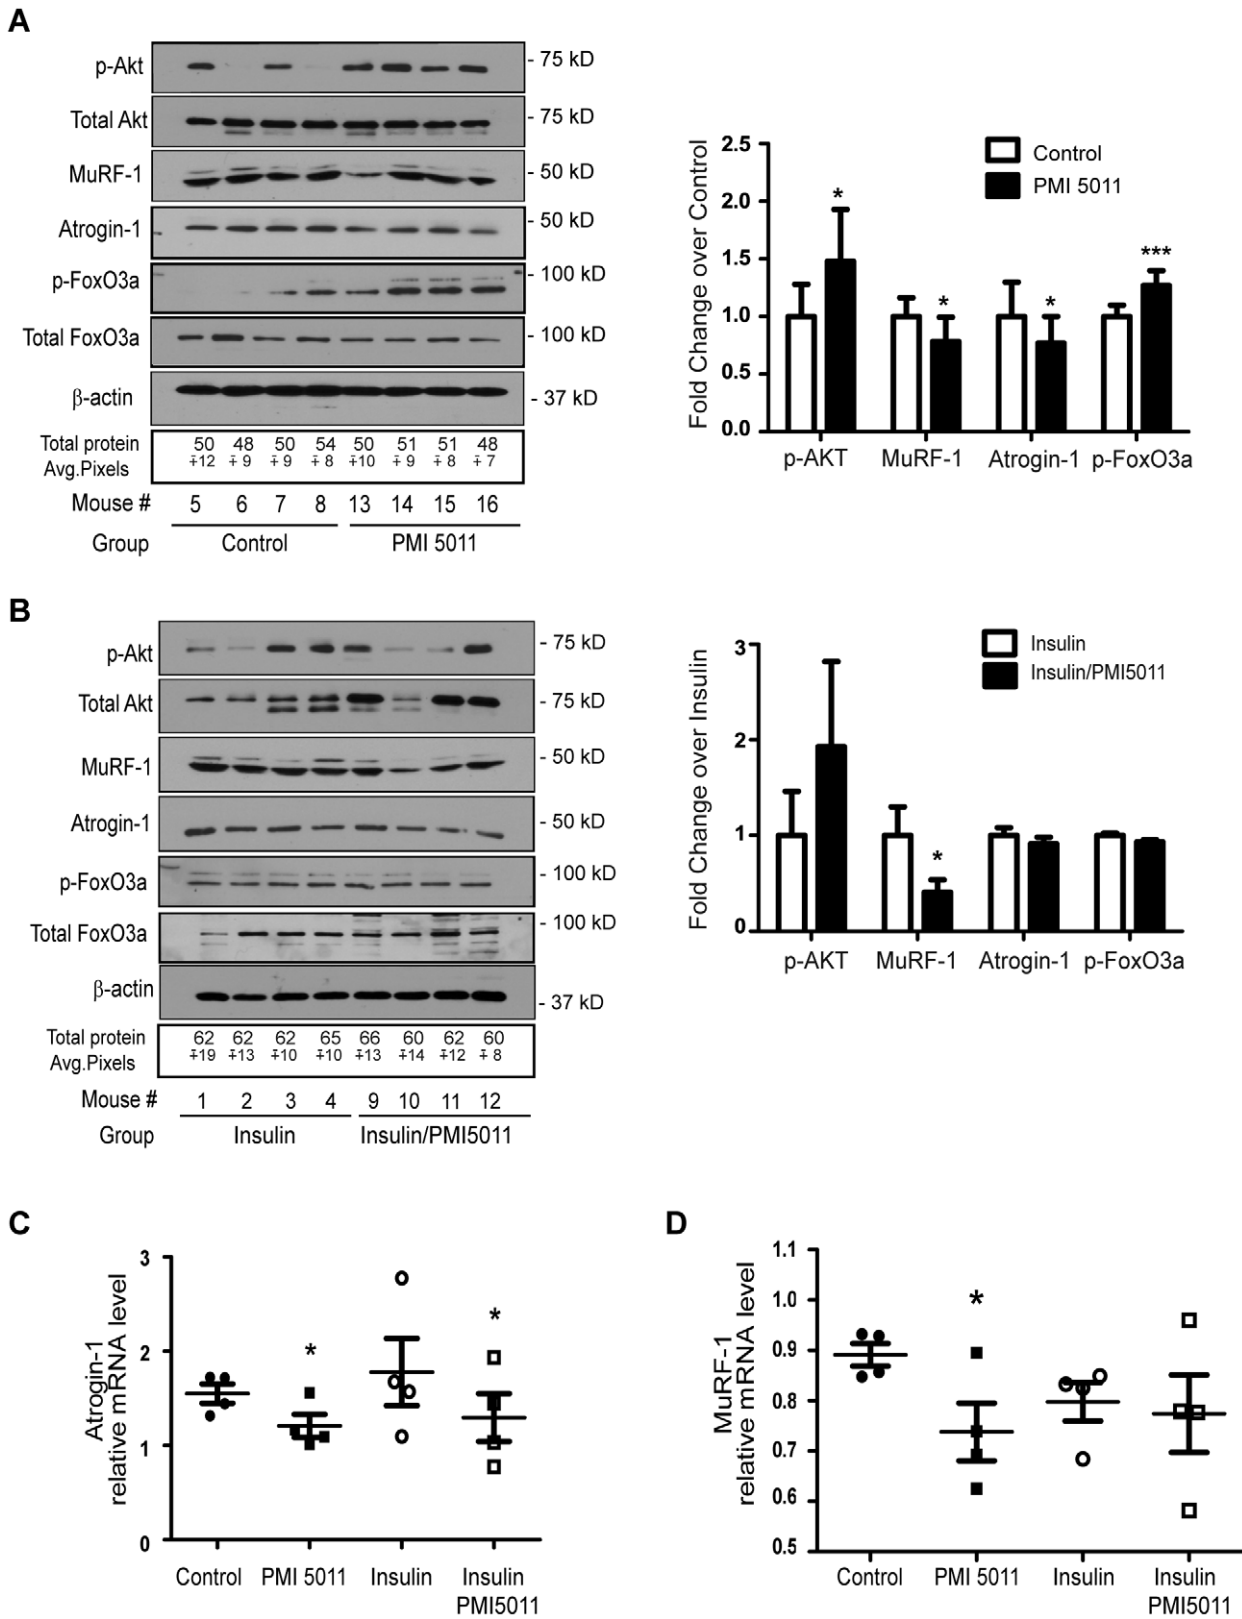 A
p-Akt
- 75 kD
Total Akt
- 75 kD
MuRF-1
- 50 kD
Atrogin-1
- 50 kD
p-FoxO3a
- 100 kD
Total FoxO3a
- 100 kD
β-actin
- 37 kD
Total protein 50 48 50 54 50 51 51 48
Avg.Pixels ∓12 ∓ 9 ∓ 9 ∓ 8 ∓10 ∓ 9 ∓ 8 ∓ 7
Mouse # 5 6 7 8 13 14 15 16
Group Control PMI 5011
Fold Change over Control
2.5
2.0
1.5
1.0
0.5
0.0
Control
PMI 5011
* * * ***
p-AKT MuRF-1 Atrogin-1 p-FoxO3a
B
p-Akt
- 75 kD
Total Akt
- 75 kD
MuRF-1
- 50 kD
Atrogin-1
- 50 kD
p-FoxO3a
- 100 kD
Total FoxO3a
- 100 kD
β-actin
- 37 kD
Total protein 62 62 62 65 66 60 62 60
Avg.Pixels ∓19 ∓13 ∓10 ∓10 ∓13 ∓14 ∓12 ∓ 8
Mouse # 1 2 3 4 9 10 11 12
Group Insulin Insulin/PMI5011
Fold Change over Insulin
3
2
1
0
Insulin
Insulin/PMI5011
*
p-AKT MuRF-1 Atrogin-1 p-FoxO3a
C
Atrogin-1
relative mRNA level
3
2
1
0
* *
Control PMI 5011 Insulin Insulin
PMI5011
D
MuRF-1
relative mRNA level
1.1
1.0
0.9
0.8
0.7
0.6
0.5
*
Control PMI 5011 Insulin Insulin
PMI5011